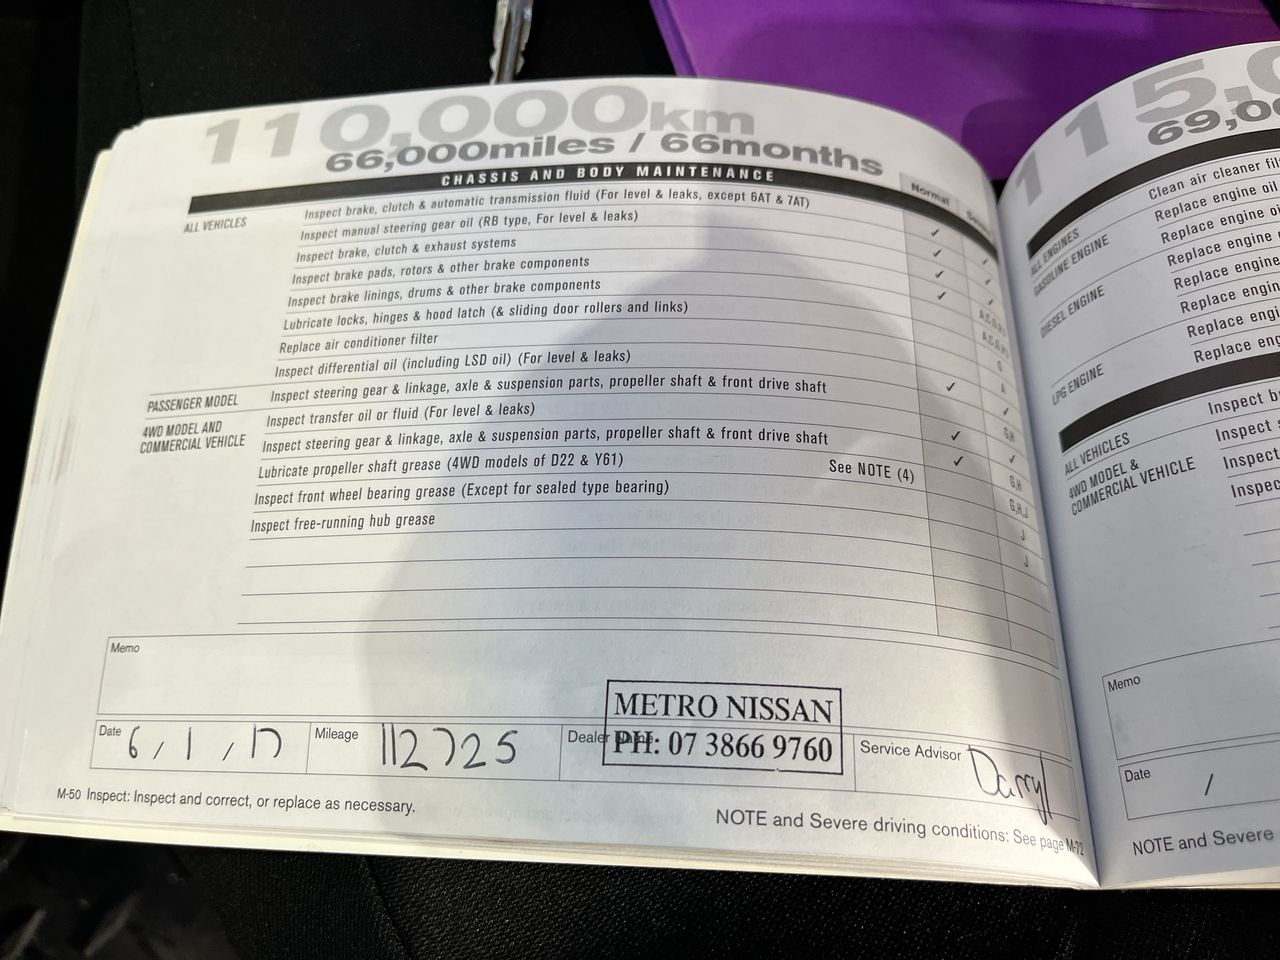 110,000km
66,000miles / 66months
CHASSIS AND BODY MAINTENANCE
Normal
ALL VEHICLES
Inspect brake, clutch & automatic transmission fluid (For level & leaks, except 6AT & 7AT)
Inspect manual steering gear oil (RB type, For level & leaks) ✓
Inspect brake, clutch & exhaust systems ✓ ✓
Inspect brake pads, rotors & other brake components ✓ ✓
Inspect brake linings, drums & other brake components ✓ ✓
Lubricate locks, hinges & hood latch (& sliding door rollers and links)
Replace air conditioner filter
Inspect differential oil (including LSD oil) (For level & leaks)
PASSENGER MODEL
Inspect steering gear & linkage, axle & suspension parts, propeller shaft & front drive shaft ✓
4WD MODEL AND
COMMERCIAL VEHICLE
Inspect transfer oil or fluid (For level & leaks) ✓ G,H
Inspect steering gear & linkage, axle & suspension parts, propeller shaft & front drive shaft ✓ ✓
Lubricate propeller shaft grease (4WD models of D22 & Y61) See NOTE (4) ✓ G,H
Inspect front wheel bearing grease (Except for sealed type bearing) G,H,J
Inspect free-running hub grease J
J
Memo
Date 6 / 1 / 17
Mileage 112725
Dealer
METRO NISSAN
PH: 07 3866 9760
Service Advisor Darryl
M-50 Inspect: Inspect and correct, or replace as necessary.
NOTE and Severe driving conditions: See page M-72
115,0
69,00
ALL ENGINES
Clean air cleaner fil
GASOLINE ENGINE
Replace engine oil
Replace engine oi
DIESEL ENGINE
Replace engine o
Replace engine
Replace engin
Replace engi
LPG ENGINE
Replace eng
ALL VEHICLES
Inspect b
4WD MODEL &
COMMERCIAL VEHICLE
Inspect s
Inspect
Inspec
Memo
Date /
NOTE and Severe